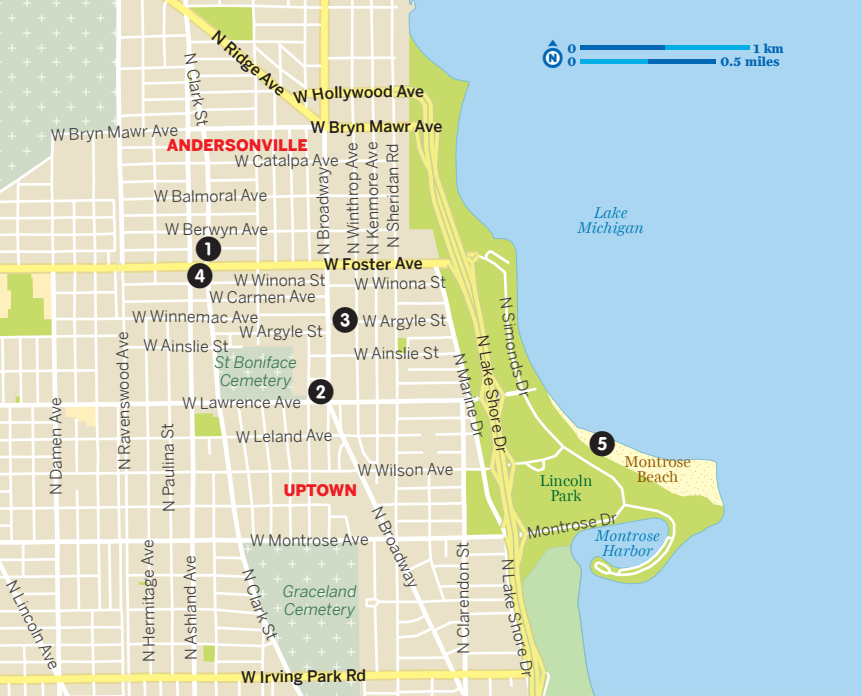 N Ridge Ave
N Clark St
W Hollywood Ave
N
0
1 km
0
0.5 miles
W Bryn Mawr Ave
W Bryn Mawr Ave
ANDERSONVILLE
W Catalpa Ave
N Broadway
N Winthrop Ave
N Kenmore Ave
N Sheridan Rd
W Balmoral Ave
Lake
Michigan
W Berwyn Ave
1
W Foster Ave
4
W Winona St
W Winona St
W Carmen Ave
W Winnemac Ave
3
W Argyle St
W Argyle St
W Ainslie St
W Ainslie St
N Simonds Dr
N Lake Shore Dr
N Marine Dr
St Boniface
Cemetery
2
W Lawrence Ave
N Ravenswood Ave
N Damen Ave
N Paulina St
W Leland Ave
5
Montrose
Beach
W Wilson Ave
UPTOWN
Lincoln
Park
N Broadway
Montrose Dr
W Montrose Ave
Montrose
Harbor
N Hermitage Ave
N Ashland Ave
N Clark St
N Clarendon St
N Lake Shore Dr
Graceland
Cemetery
N Lincoln Ave
W Irving Park Rd